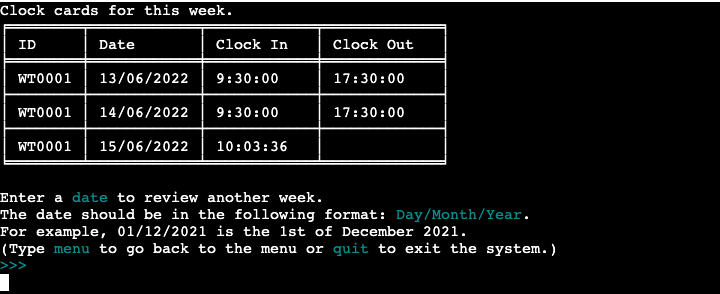 Clock cards for this week.
ID Date Clock In Clock Out
WT0001 13/06/2022 9:30:00 17:30:00
WT0001 14/06/2022 9:30:00 17:30:00
WT0001 15/06/2022 10:03:36
Enter a date to review another week.
The date should be in the following format: Day/Month/Year.
For example, 01/12/2021 is the 1st of December 2021.
(Type menu to go back to the menu or quit to exit the system.)
>>>